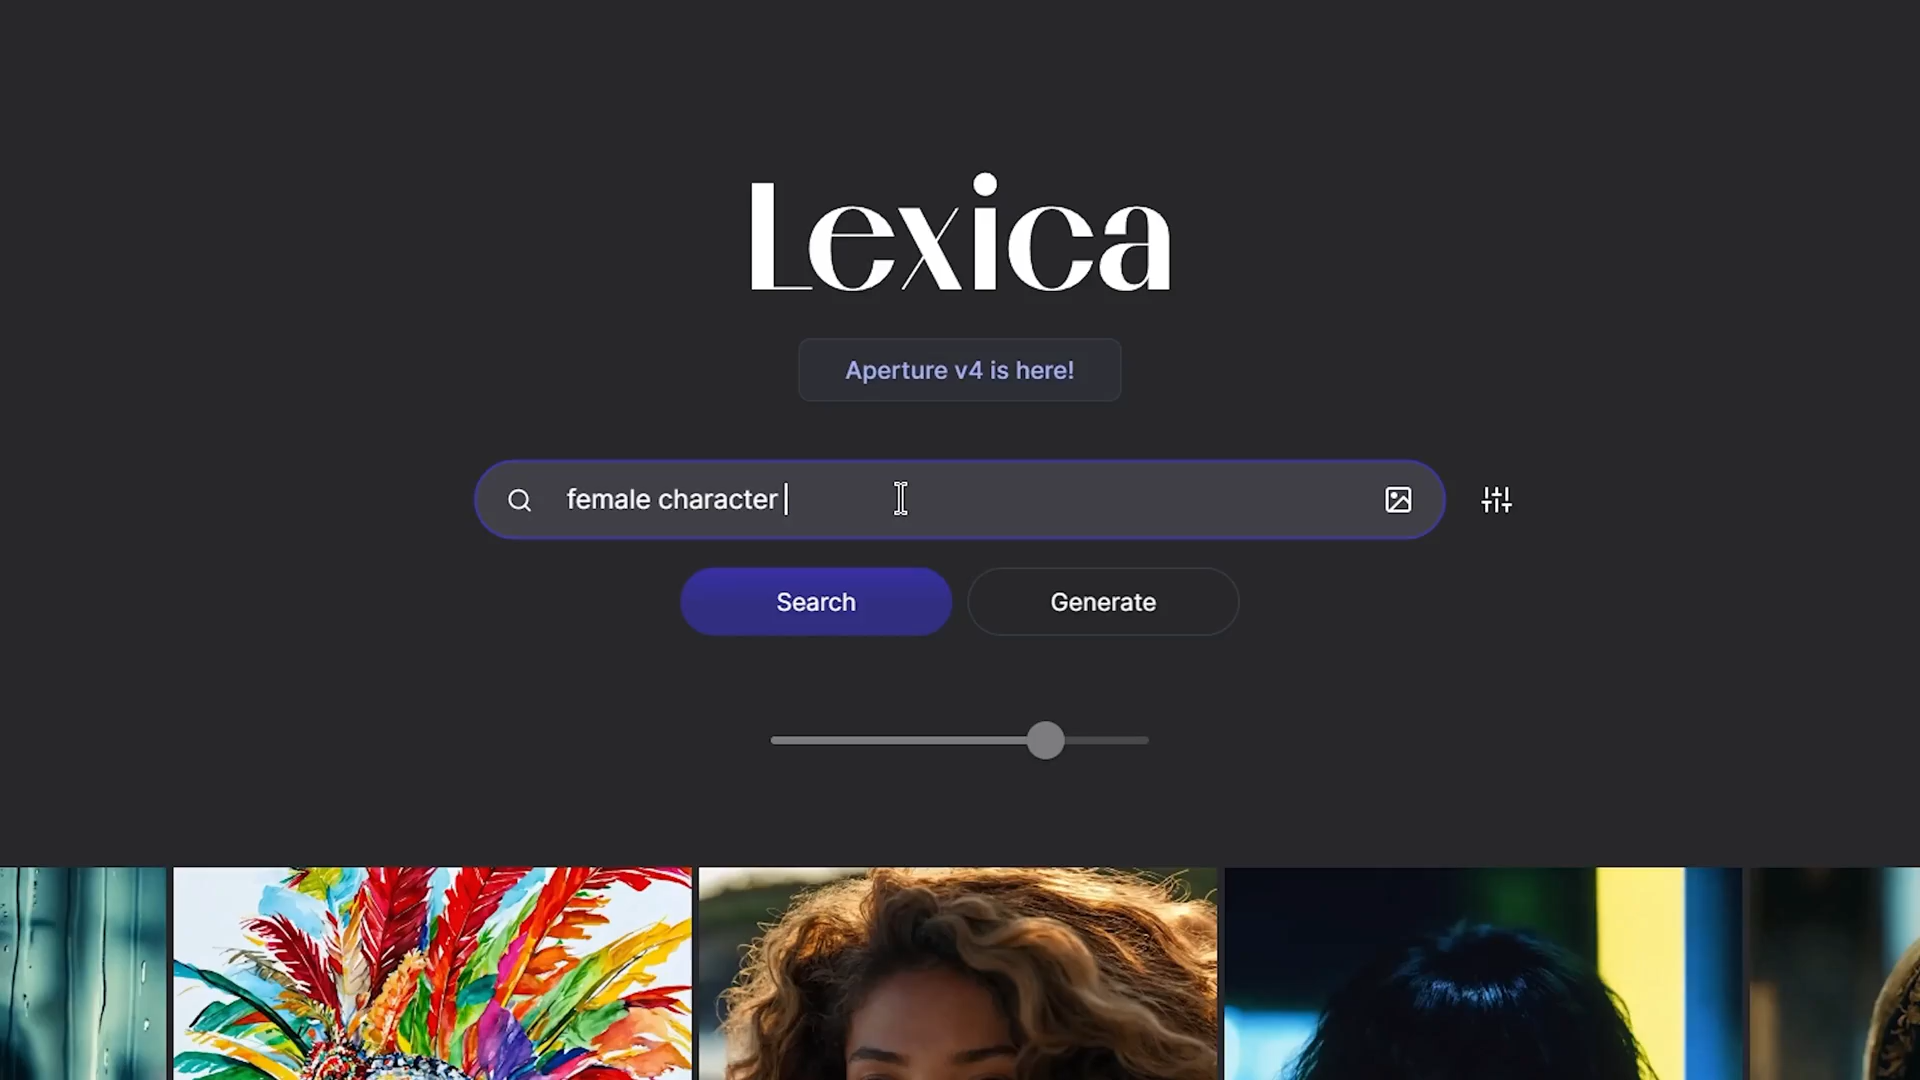 Lexica
Aperture v4 is here!
female character
Search
Generate